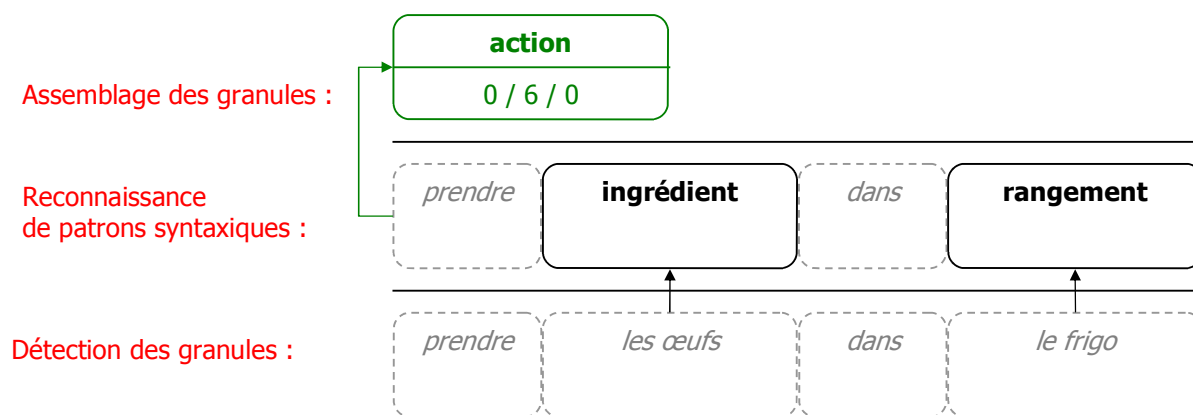 action
Assemblage des granules :
0 / 6 / 0
prendre ingrédient dans rangement
Reconnaissance
de patrons syntaxiques :
prendre les œufs dans le frigo
Détection des granules :